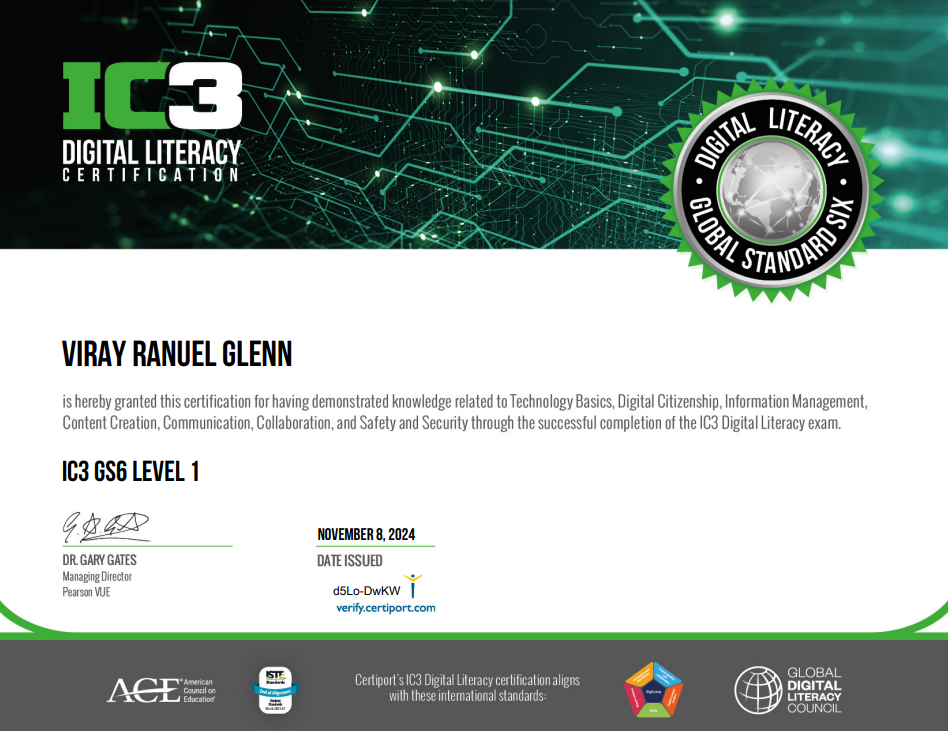 IC3
DIGITAL LITERACY
CERTIFICATION
DIGITAL LITERACY
GLOBAL STANDARD SIX
VIRAY RANUEL GLENN
is hereby granted this certification for having demonstrated knowledge related to Technology Basics, Digital Citizenship, Information Management,
Content Creation, Communication, Collaboration, and Safety and Security through the successful completion of the IC3 Digital Literacy exam.
IC3 GS6 LEVEL 1
DR. GARY GATES
Managing Director
Pearson VUE
NOVEMBER 8, 2024
DATE ISSUED
d5Lo-DwKW
verify.certiport.com
ACE® American
Council on
Education®
ISTE
Standards
Seal of Alignment
Certiport's IC3 Digital Literacy certification aligns
with these international standards:
DigComp
GLOBAL
DIGITAL
LITERACY
COUNCIL